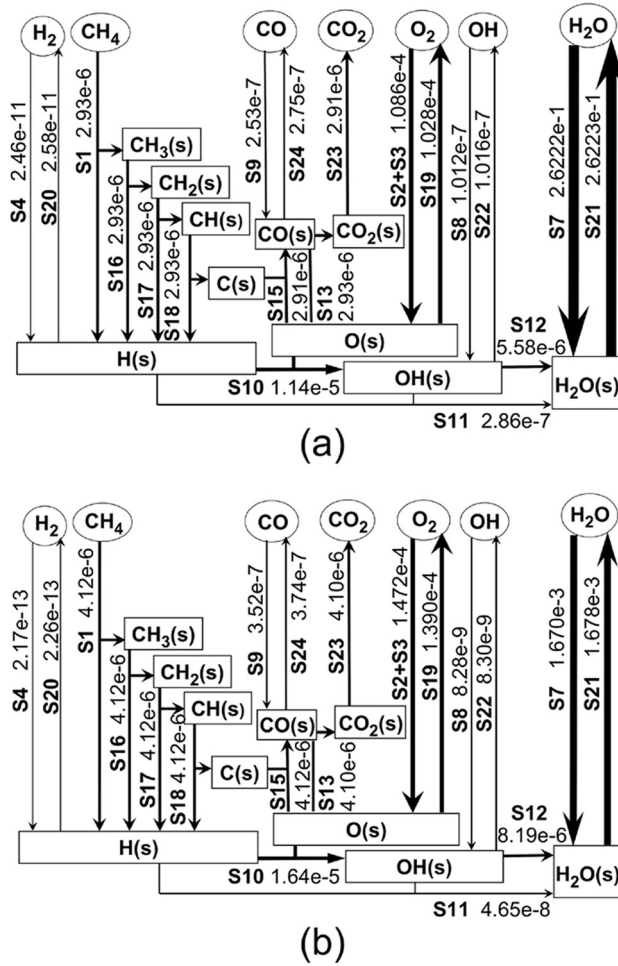 H2 CH4 CO CO2 O2 OH H2O
S4 2.46e-11
S20 2.58e-11
S1 2.93e-6
S9 2.53e-7
S24 2.75e-7
S23 2.91e-6
S2+S3 1.086e-4
S19 1.028e-4
S8 1.012e-7
S22 1.016e-7
S7 2.6222e-1
S21 2.6223e-1
CH3(s)
CH2(s)
CH(s)
C(s)
S16 2.93e-6
S17 2.93e-6
S18 2.93e-6
CO(s)
CO2(s)
S15 2.91e-6
S13 2.93e-6
O(s)
H(s)
OH(s)
H2O(s)
S12
5.58e-6
S10 1.14e-5
S11 2.86e-7
(a)
H2 CH4 CO CO2 O2 OH H2O
S4 2.17e-13
S20 2.26e-13
S1 4.12e-6
S9 3.52e-7
S24 3.74e-7
S23 4.10e-6
S2+S3 1.472e-4
S19 1.390e-4
S8 8.28e-9
S22 8.30e-9
S7 1.670e-3
S21 1.678e-3
CH3(s)
CH2(s)
CH(s)
C(s)
S16 4.12e-6
S17 4.12e-6
S18 4.12e-6
CO(s)
CO2(s)
S15 4.12e-6
S13 4.10e-6
O(s)
H(s)
OH(s)
H2O(s)
S12
8.19e-6
S10 1.64e-5
S11 4.65e-8
(b)